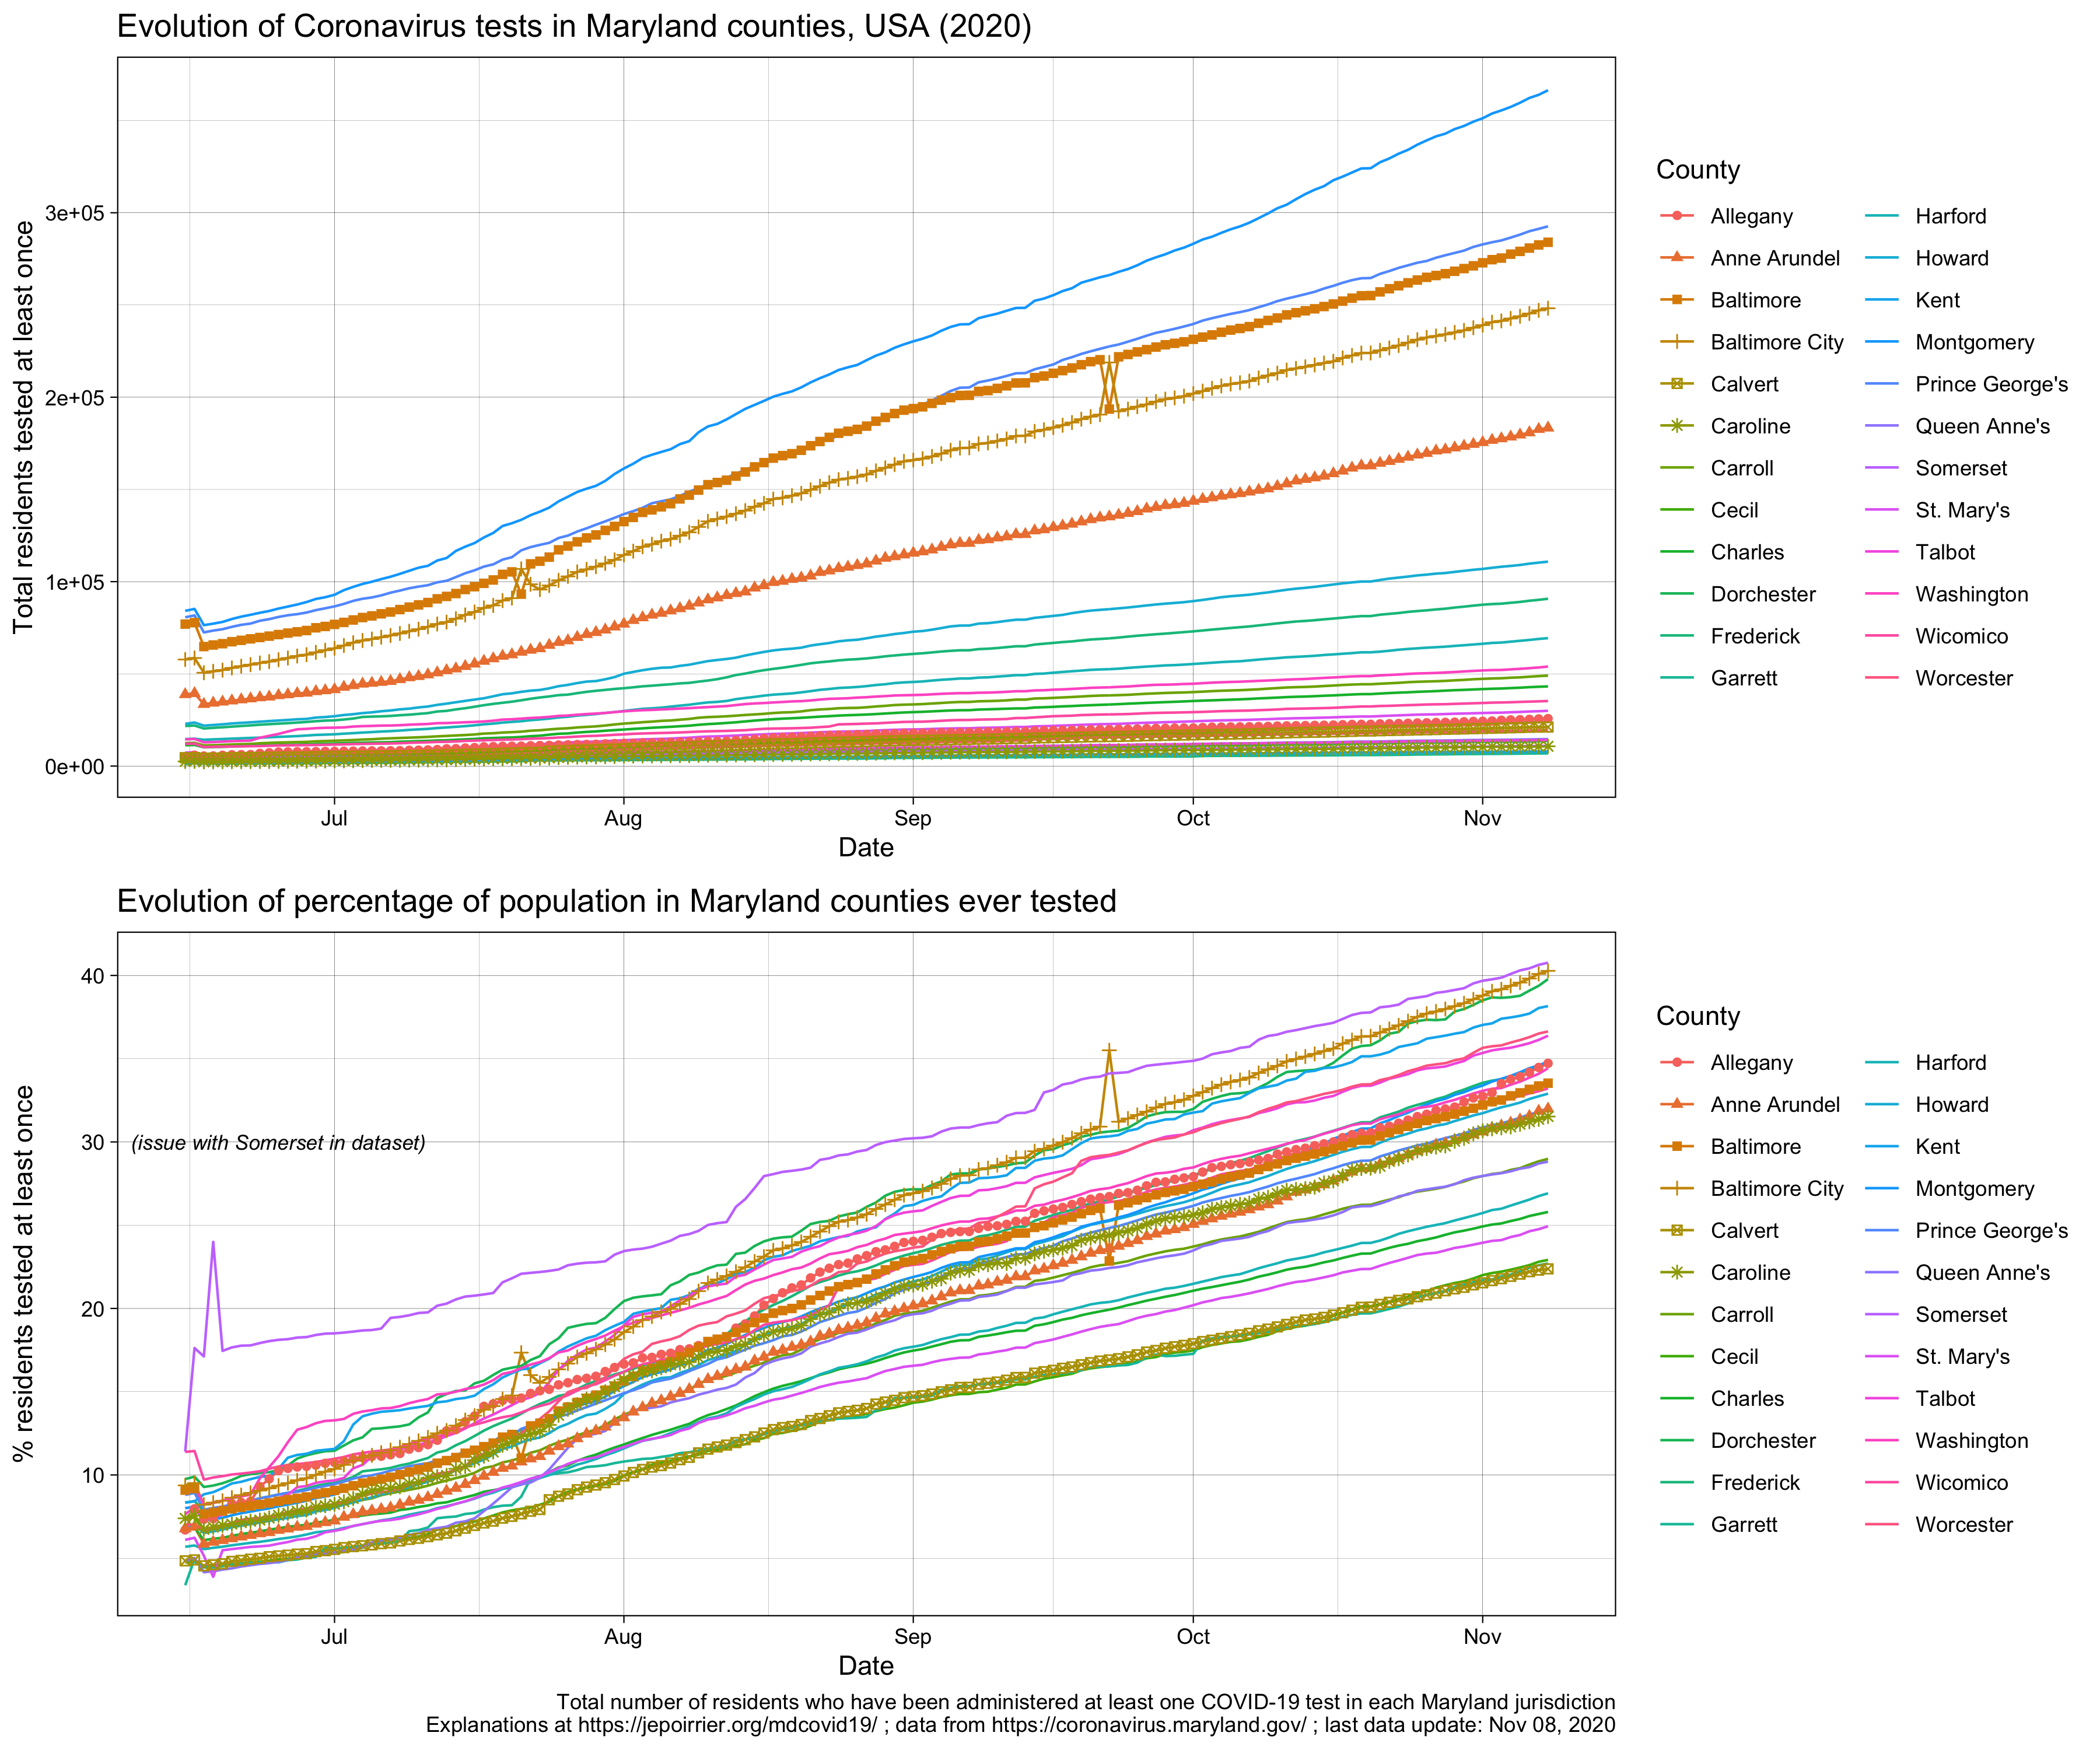 Evolution of Coronavirus tests in Maryland counties, USA (2020)
Total residents tested at least once
3e+05
2e+05
1e+05
0e+00
Jul Aug Sep Oct Nov
Date
County
Allegany Harford
Anne Arundel Howard
Baltimore Kent
Baltimore City Montgomery
Calvert Prince George's
Caroline Queen Anne's
Carroll Somerset
Cecil St. Mary's
Charles Talbot
Dorchester Washington
Frederick Wicomico
Garrett Worcester
Evolution of percentage of population in Maryland counties ever tested
% residents tested at least once
40
30
20
10
(issue with Somerset in dataset)
Jul Aug Sep Oct Nov
Date
County
Allegany Harford
Anne Arundel Howard
Baltimore Kent
Baltimore City Montgomery
Calvert Prince George's
Caroline Queen Anne's
Carroll Somerset
Cecil St. Mary's
Charles Talbot
Dorchester Washington
Frederick Wicomico
Garrett Worcester
Total number of residents who have been administered at least one COVID-19 test in each Maryland jurisdiction
Explanations at https://jepoirrier.org/mdcovid19/ ; data from https://coronavirus.maryland.gov/ ; last data update: Nov 08, 2020